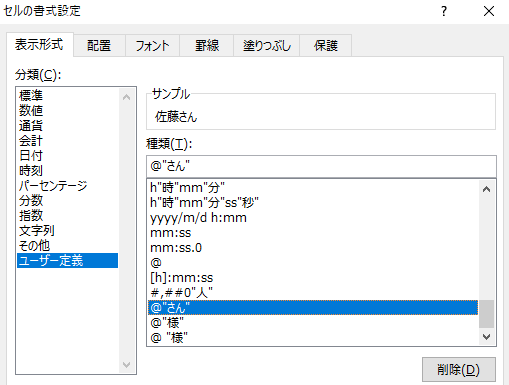 セルの書式設定
? ×
表示形式 配置 フォント 罫線 塗りつぶし 保護
分類(C):
標準
数値
通貨
会計
日付
時刻
パーセンテージ
分数
指数
文字列
その他
ユーザー定義
サンプル
佐藤さん
種類(T):
@"さん"
h"時"mm"分"
h"時"mm"分"ss"秒"
yyyy/m/d h:mm
mm:ss
mm:ss.0
@
[h]:mm:ss
#,##0"人"
@"さん"
@"様"
@ "様"
削除(D)